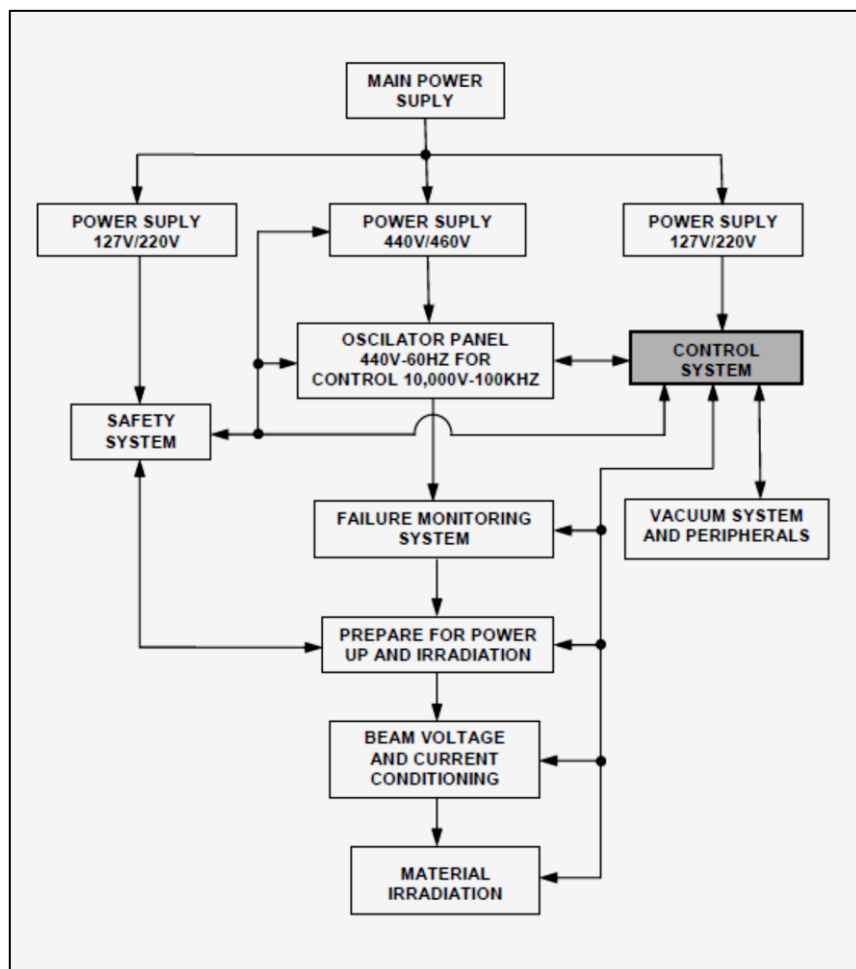 MAIN POWER
SUPLY
POWER SUPLY
127V/220V
POWER SUPLY
440V/460V
POWER SUPLY
127V/220V
OSCILATOR PANEL
440V-60HZ FOR
CONTROL 10,000V-100KHZ
CONTROL
SYSTEM
SAFETY
SYSTEM
FAILURE MONITORING
SYSTEM
VACUUM SYSTEM
AND PERIPHERALS
PREPARE FOR POWER
UP AND IRRADIATION
BEAM VOLTAGE
AND CURRENT
CONDITIONING
MATERIAL
IRRADIATION